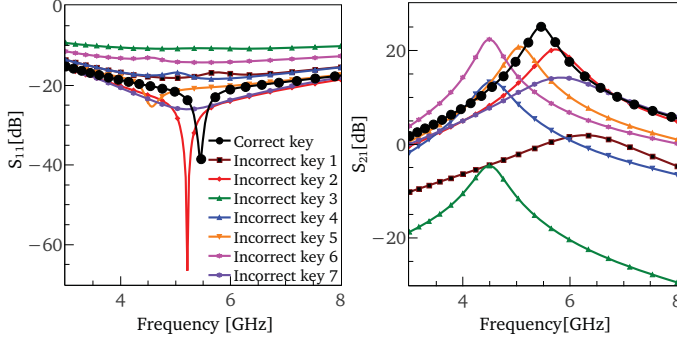 0
−20
−40
−60
S11[dB]
4
6
8
Frequency [GHz]
Correct key
Incorrect key 1
Incorrect key 2
Incorrect key 3
Incorrect key 4
Incorrect key 5
Incorrect key 6
Incorrect key 7
20
0
−20
S21[dB]
4
6
8
Frequency[GHz]